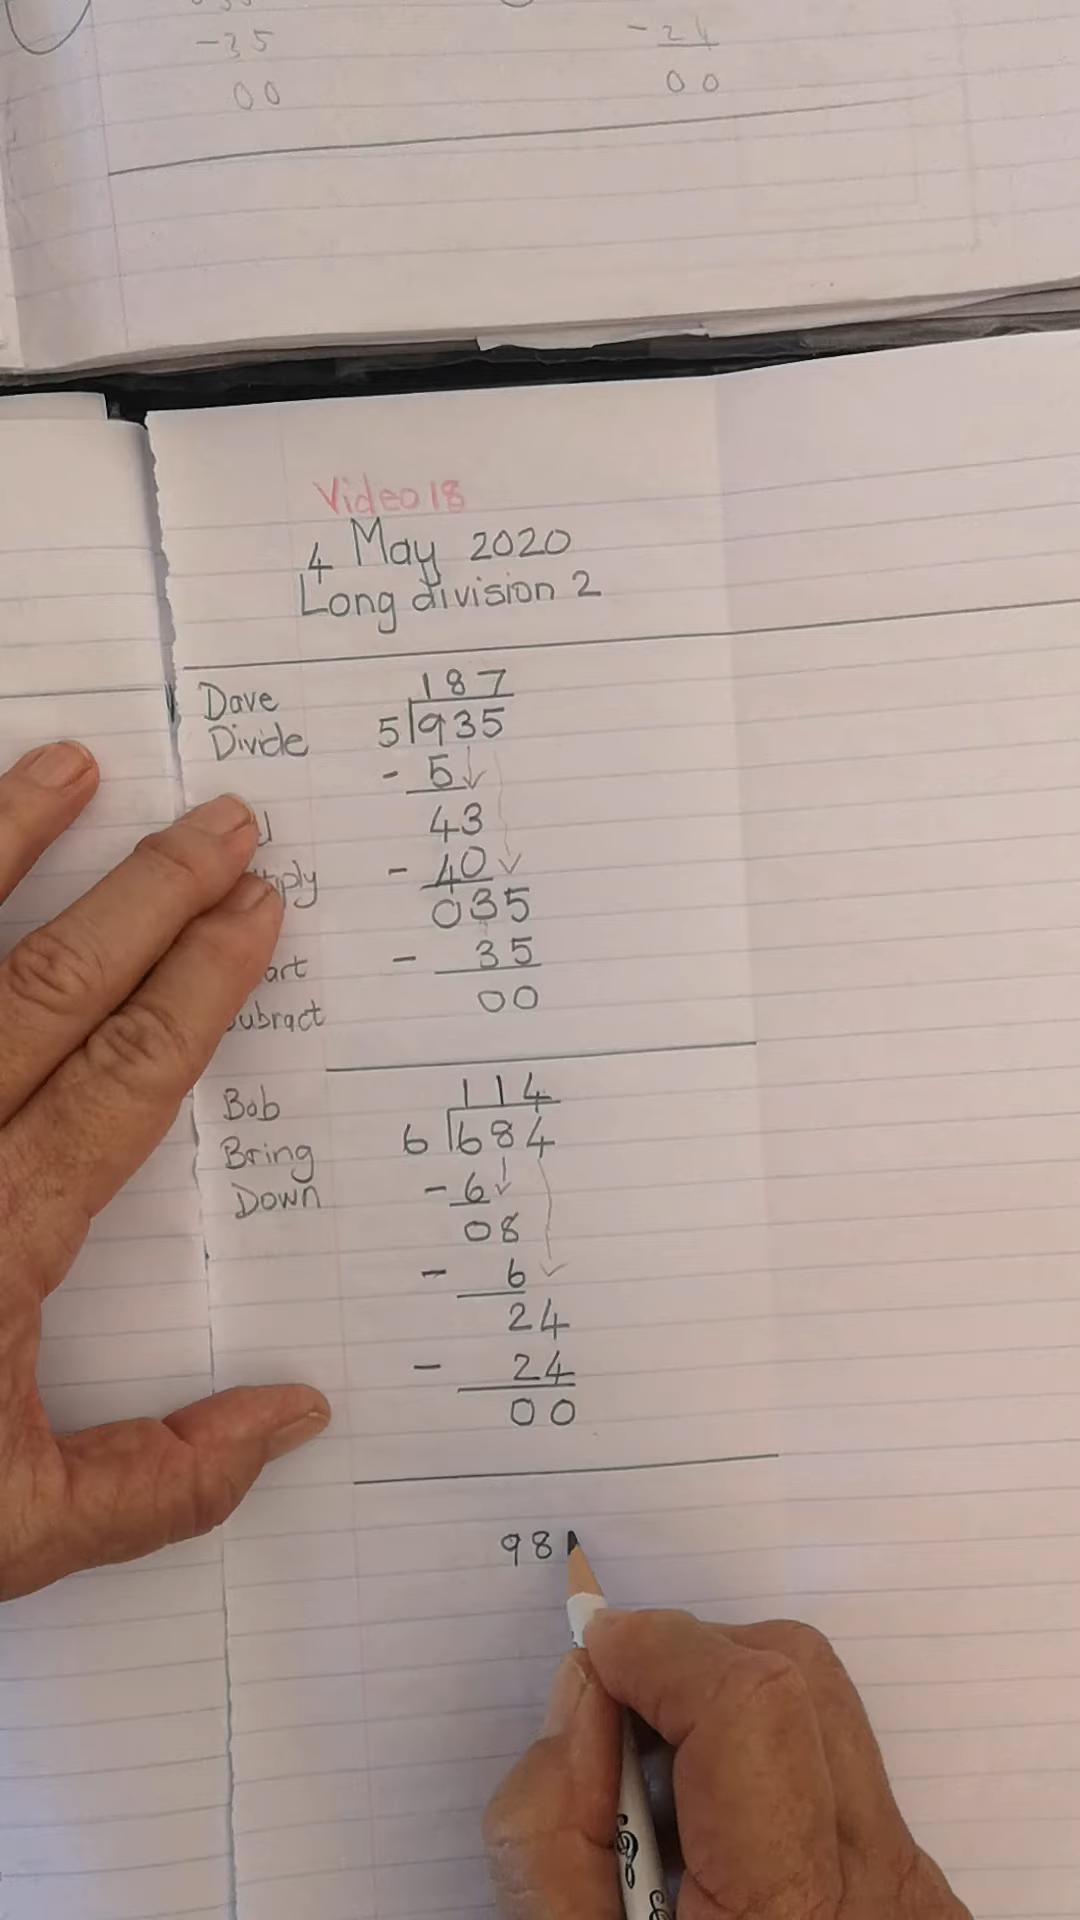 -35
00
-24
00
Video 18
4 May 2020
Long division 2
Dave
Divide
187
5 935
- 5
43
- 40
035
- 35
00
Subract
Bob
Bring
Down
114
6 684
- 6
08
- 6
24
- 24
00
98